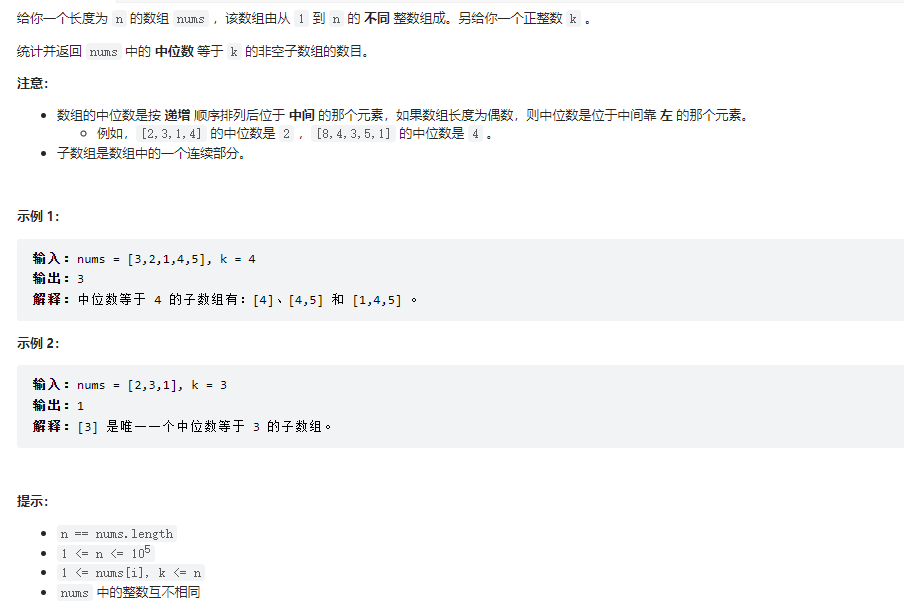 给你一个长度为 n 的数组 nums ，该数组由从 1 到 n 的 不同 整数组成。另给你一个正整数 k 。
统计并返回 nums 中的 中位数 等于 k 的非空子数组的数目。
注意：
数组的中位数是按 递增 顺序排列后位于 中间 的那个元素，如果数组长度为偶数，则中位数是位于中间靠 左 的那个元素。
例如，[2,3,1,4] 的中位数是 2 ，[8,4,3,5,1] 的中位数是 4 。
子数组是数组中的一个连续部分。
示例 1：
输入：nums = [3,2,1,4,5], k = 4
输出：3
解释：中位数等于 4 的子数组有：[4]、[4,5] 和 [1,4,5] 。
示例 2：
输入：nums = [2,3,1], k = 3
输出：1
解释：[3] 是唯一一个中位数等于 3 的子数组。
提示：
n == nums.length
1 <= n <= 10⁵
1 <= nums[i], k <= n
nums 中的整数互不相同